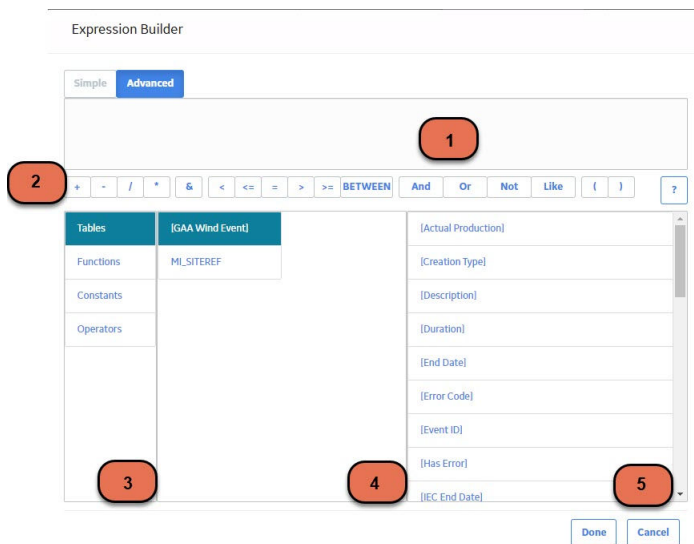 Expression Builder
Simple Advanced
1
2
+ - / * & < <= = > >= BETWEEN And Or Not Like ( ) ?
Tables [GAA Wind Event] [Actual Production]
Functions MI_SITEREF [Creation Type]
Constants [Description]
Operators [Duration]
[End Date]
[Error Code]
[Event ID]
[Has Error]
3 4 5
[IEC End Date]
Done Cancel